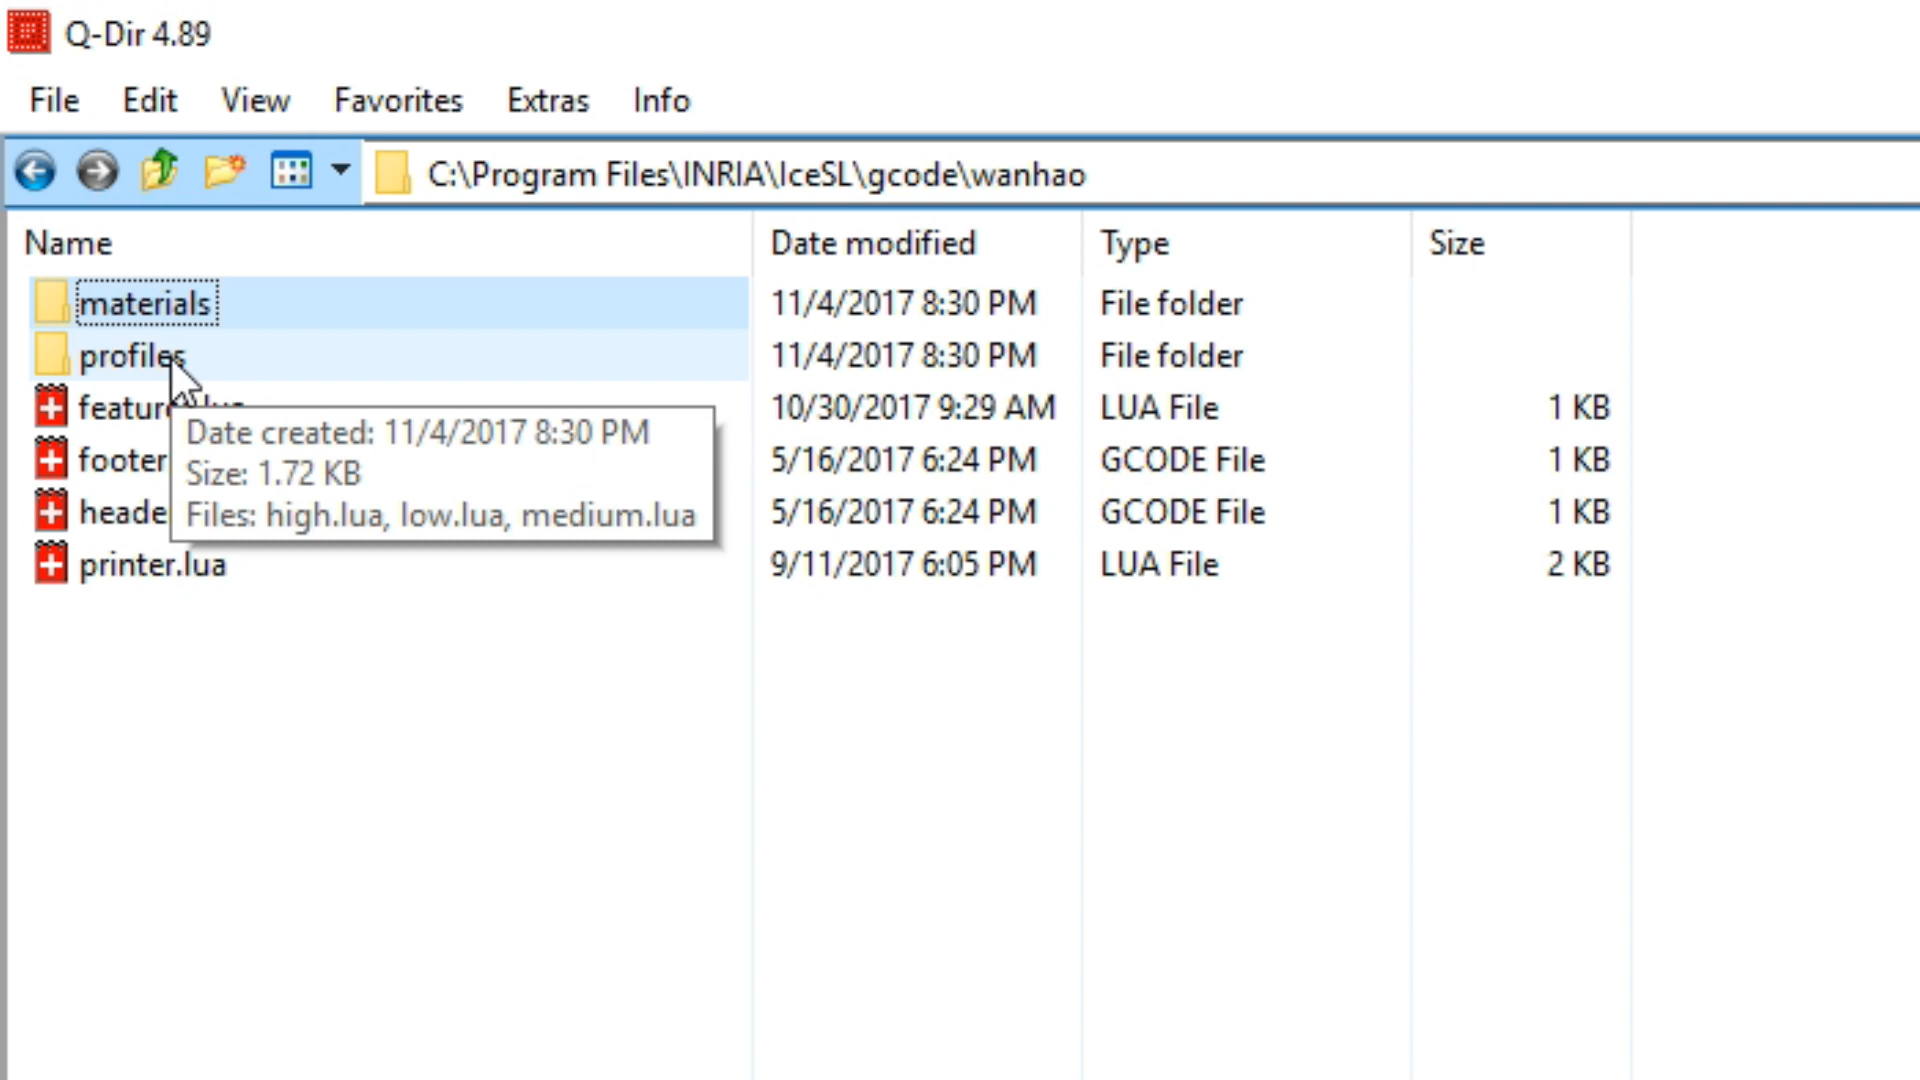 Q-Dir 4.89
File Edit View Favorites Extras Info
C:\Program Files\INRIA\IceSL\gcode\wanhao
Name Date modified Type Size
materials 11/4/2017 8:30 PM File folder
profiles 11/4/2017 8:30 PM File folder
10/30/2017 9:29 AM LUA File 1 KB
footer 5/16/2017 6:24 PM GCODE File 1 KB
heade 5/16/2017 6:24 PM GCODE File 1 KB
printer.lua 9/11/2017 6:05 PM LUA File 2 KB
Date created: 11/4/2017 8:30 PM
Size: 1.72 KB
Files: high.lua, low.lua, medium.lua